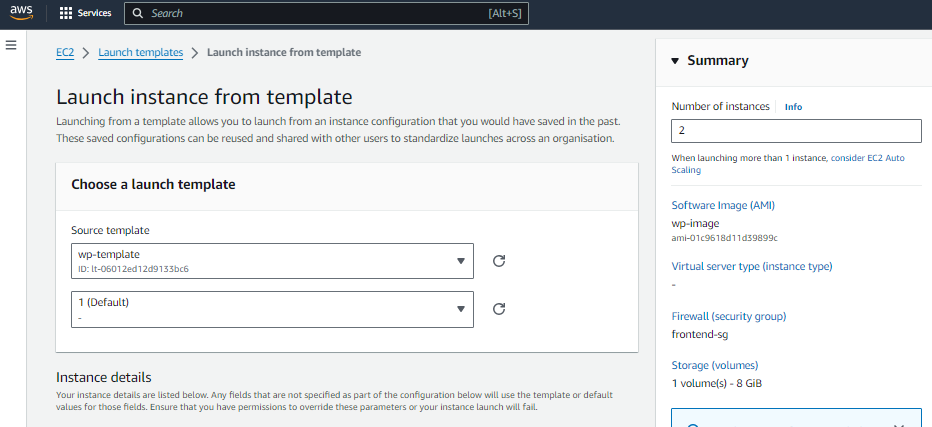 aws
Services
Search
[Alt+S]
EC2
Launch templates
Launch instance from template
Launch instance from template
Launching from a template allows you to launch from an instance configuration that you would have saved in the past.
These saved configurations can be reused and shared with other users to standardize launches across an organisation.
Choose a launch template
Source template
wp-template
ID: lt-06012ed12d9133bc6
1 (Default)
-
Instance details
Your instance details are listed below. Any fields that are not specified as part of the configuration below will use the template or default
values for those fields. Ensure that you have permissions to override these parameters or your instance launch will fail.
Summary
Number of instances
Info
2
When launching more than 1 instance, consider EC2 Auto
Scaling
Software Image (AMI)
wp-image
ami-01c9618d11d39899c
Virtual server type (instance type)
-
Firewall (security group)
frontend-sg
Storage (volumes)
1 volume(s) - 8 GiB